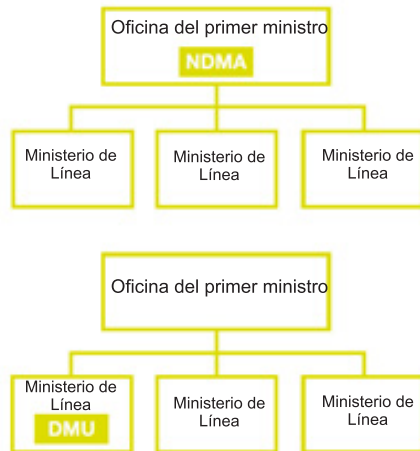 Oficina del primer ministro
NDMA
Ministerio de
Línea
Ministerio de
Línea
Ministerio de
Línea
Oficina del primer ministro
Ministerio de
Línea
DMU
Ministerio de
Línea
Ministerio de
Línea